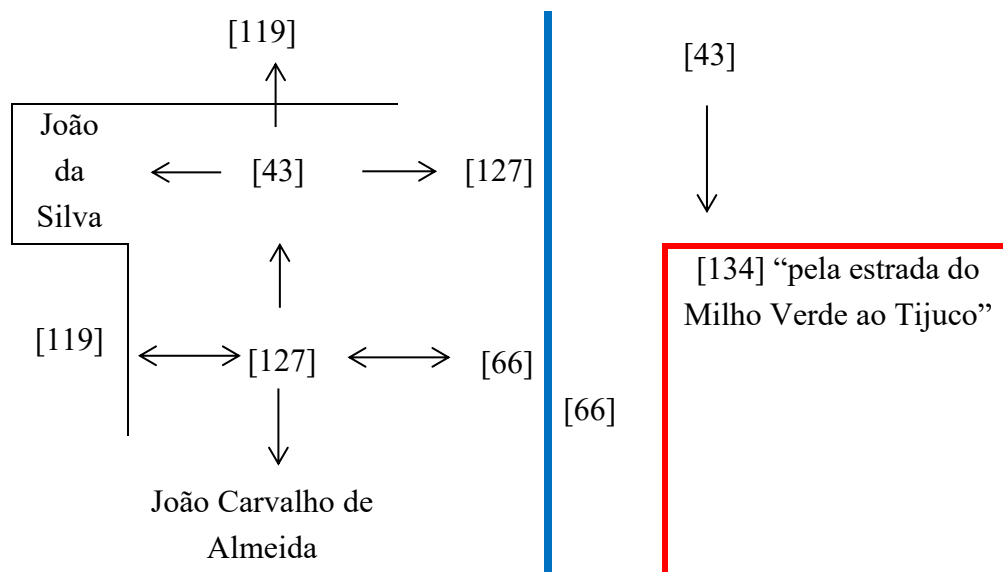 [119]
[43]
João
da
Silva
[43]
[127]
[134] “pela estrada do
Milho Verde ao Tijuco”
[119]
[127]
[66]
[66]
João Carvalho de
Almeida